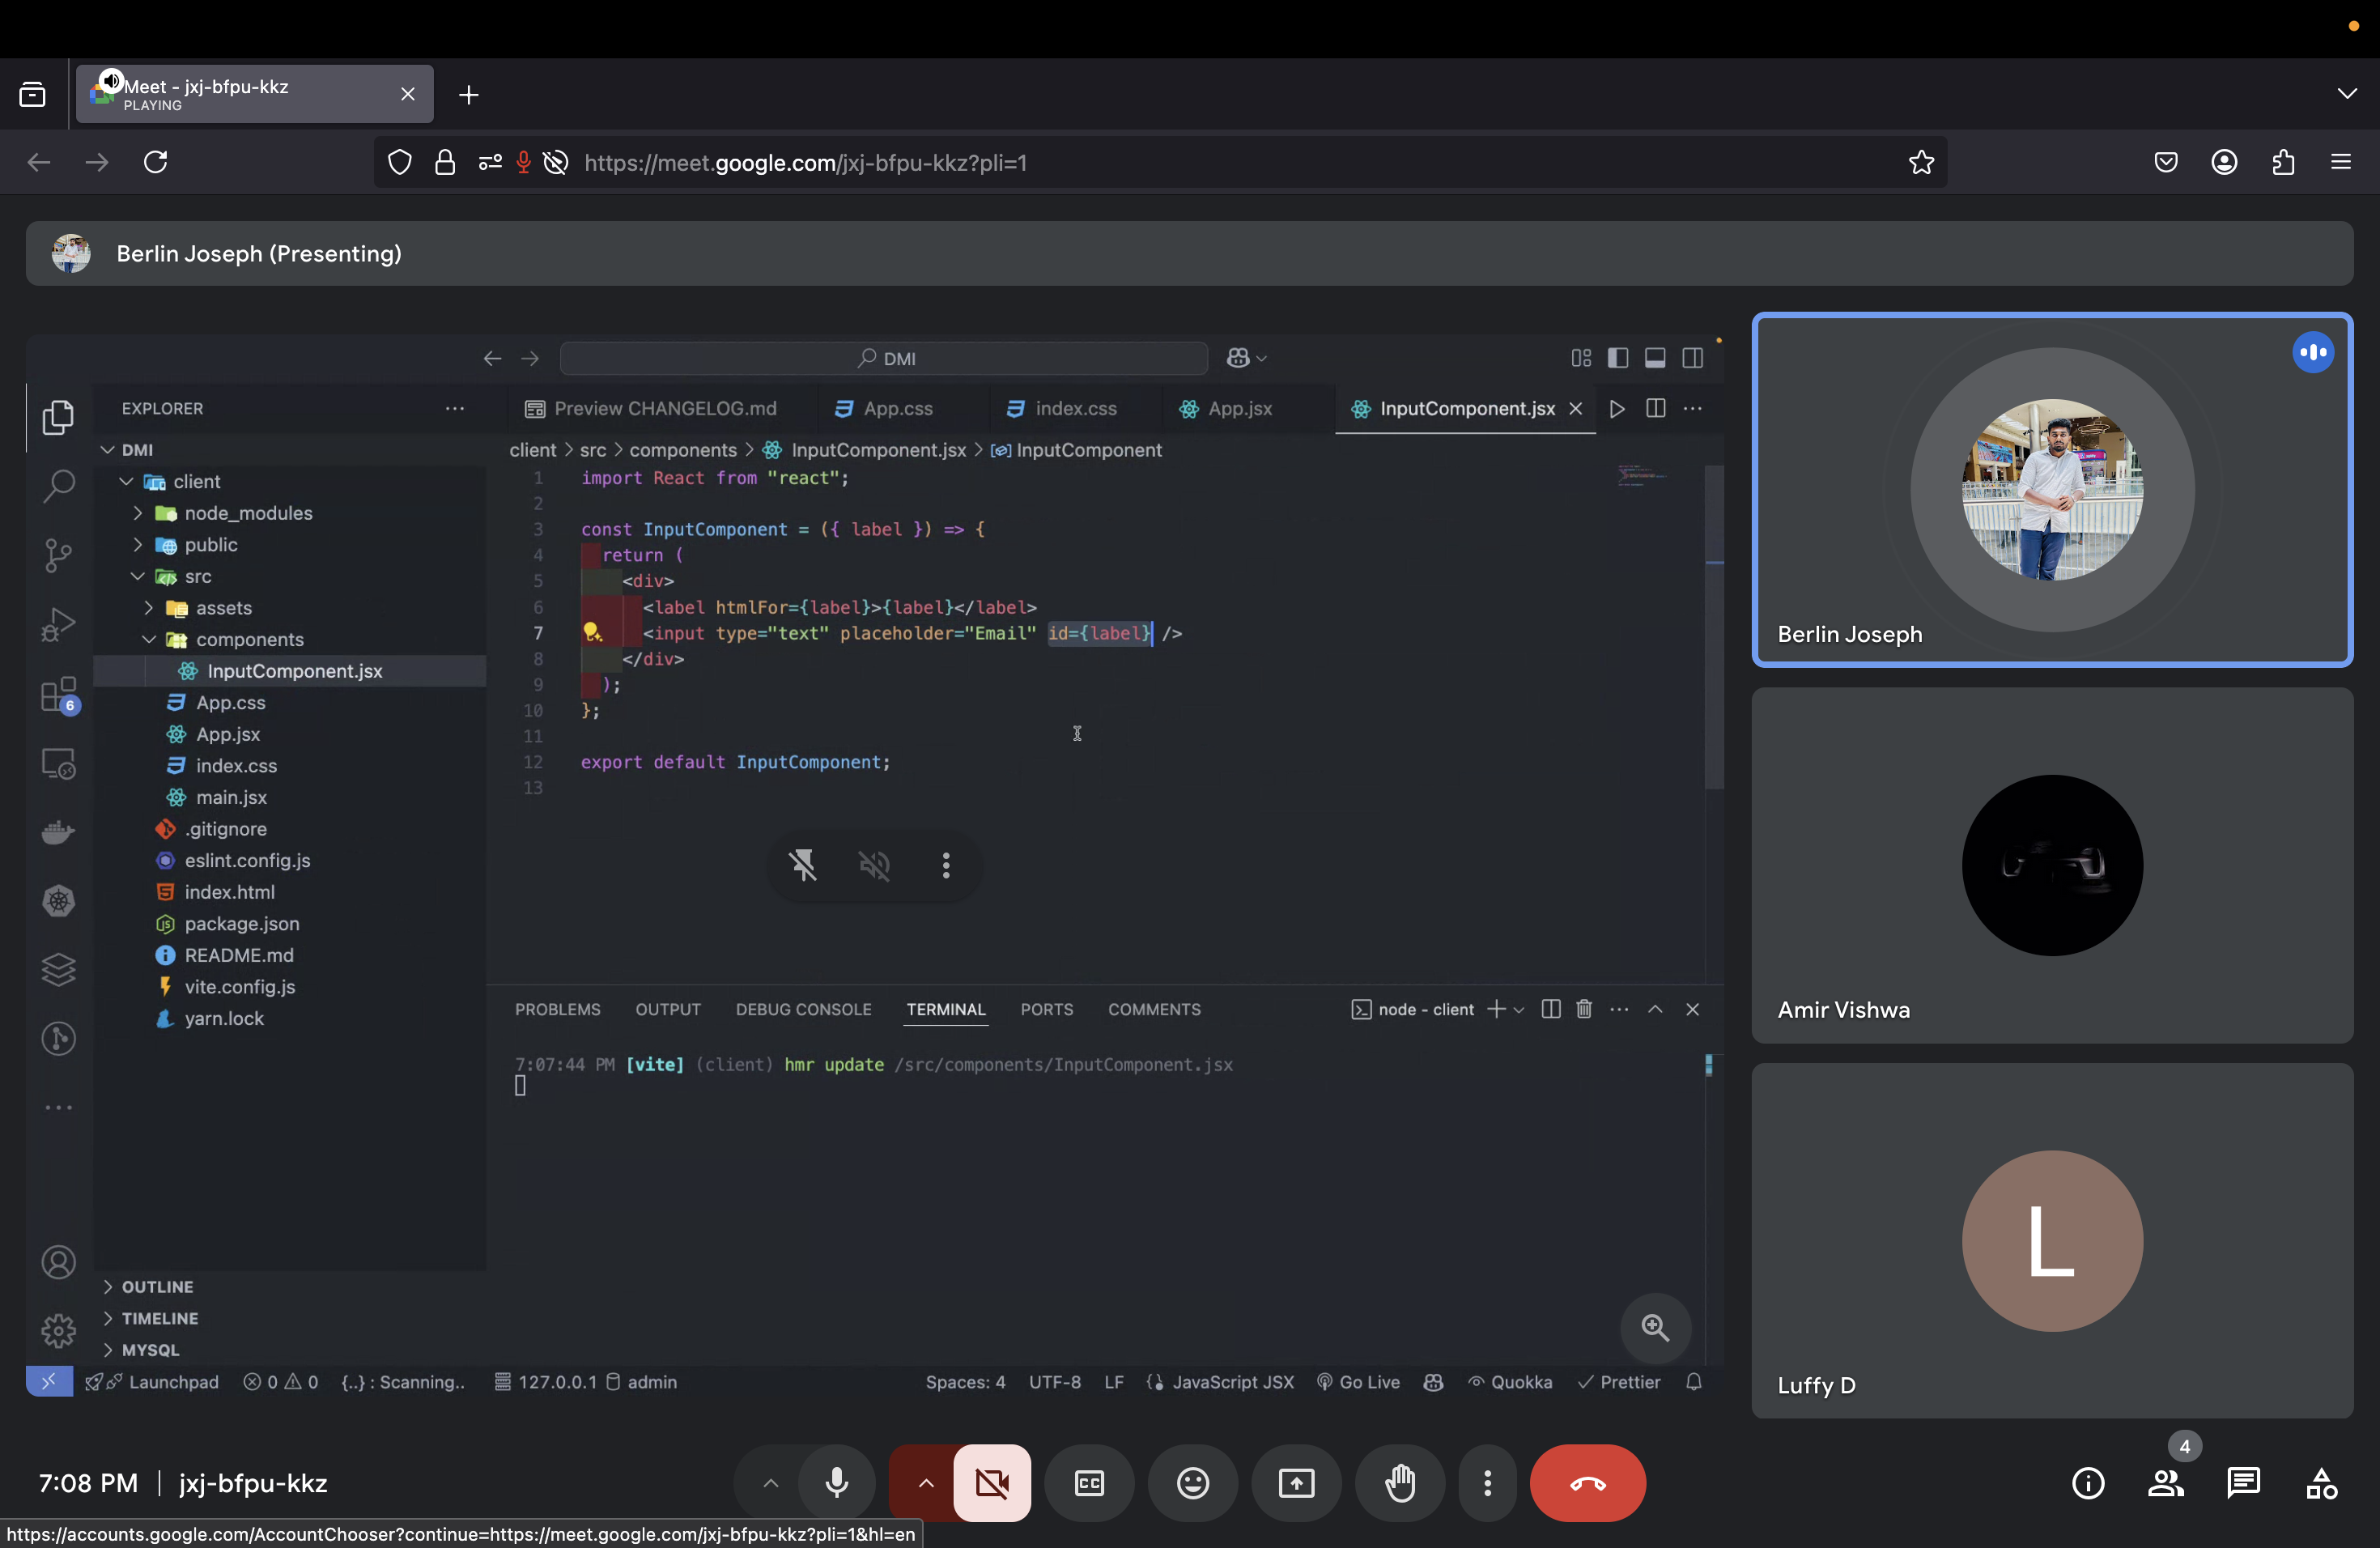 Meet - jxj-bfpu-kkz
PLAYING
https://meet.google.com/jxj-bfpu-kkz?pli=1
Berlin Joseph (Presenting)
DMI
EXPLORER
Preview CHANGELOG.md
App.css
index.css
App.jsx
InputComponent.jsx
DMI
client > src > components > InputComponent.jsx > InputComponent
client
node_modules
public
src
assets
components
InputComponent.jsx
App.css
App.jsx
index.css
main.jsx
.gitignore
eslint.config.js
index.html
package.json
README.md
vite.config.js
yarn.lock
6
OUTLINE
TIMELINE
MYSQL
1 import React from "react";
2
3 const InputComponent = ({ label }) => {
4 return (
5 <div>
6 <label htmlFor={label}>{label}</label>
7 <input type="text" placeholder="Email" id={label} />
8 </div>
9 );
10 };
11
12 export default InputComponent;
13
PROBLEMS OUTPUT DEBUG CONSOLE TERMINAL PORTS COMMENTS
node - client
7:07:44 PM [vite] (client) hmr update /src/components/InputComponent.jsx
Launchpad 0 0 {..} : Scanning.. 127.0.0.1 admin
Spaces: 4 UTF-8 LF JavaScript JSX Go Live Quokka Prettier
Berlin Joseph
Amir Vishwa
L
Luffy D
7:08 PM | jxj-bfpu-kkz
CC
4
https://accounts.google.com/AccountChooser?continue=https://meet.google.com/jxj-bfpu-kkz?pli=1&hl=en